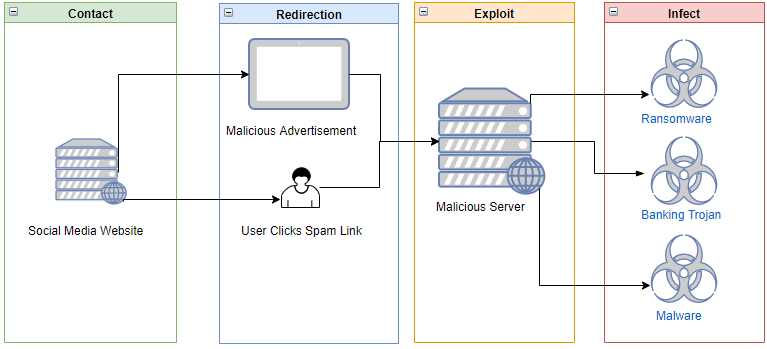 Contact
Redirection
Exploit
Infect
Malicious Advertisement
Ransomware
Social Media Website
User Clicks Spam Link
Malicious Server
Banking Trojan
Malware